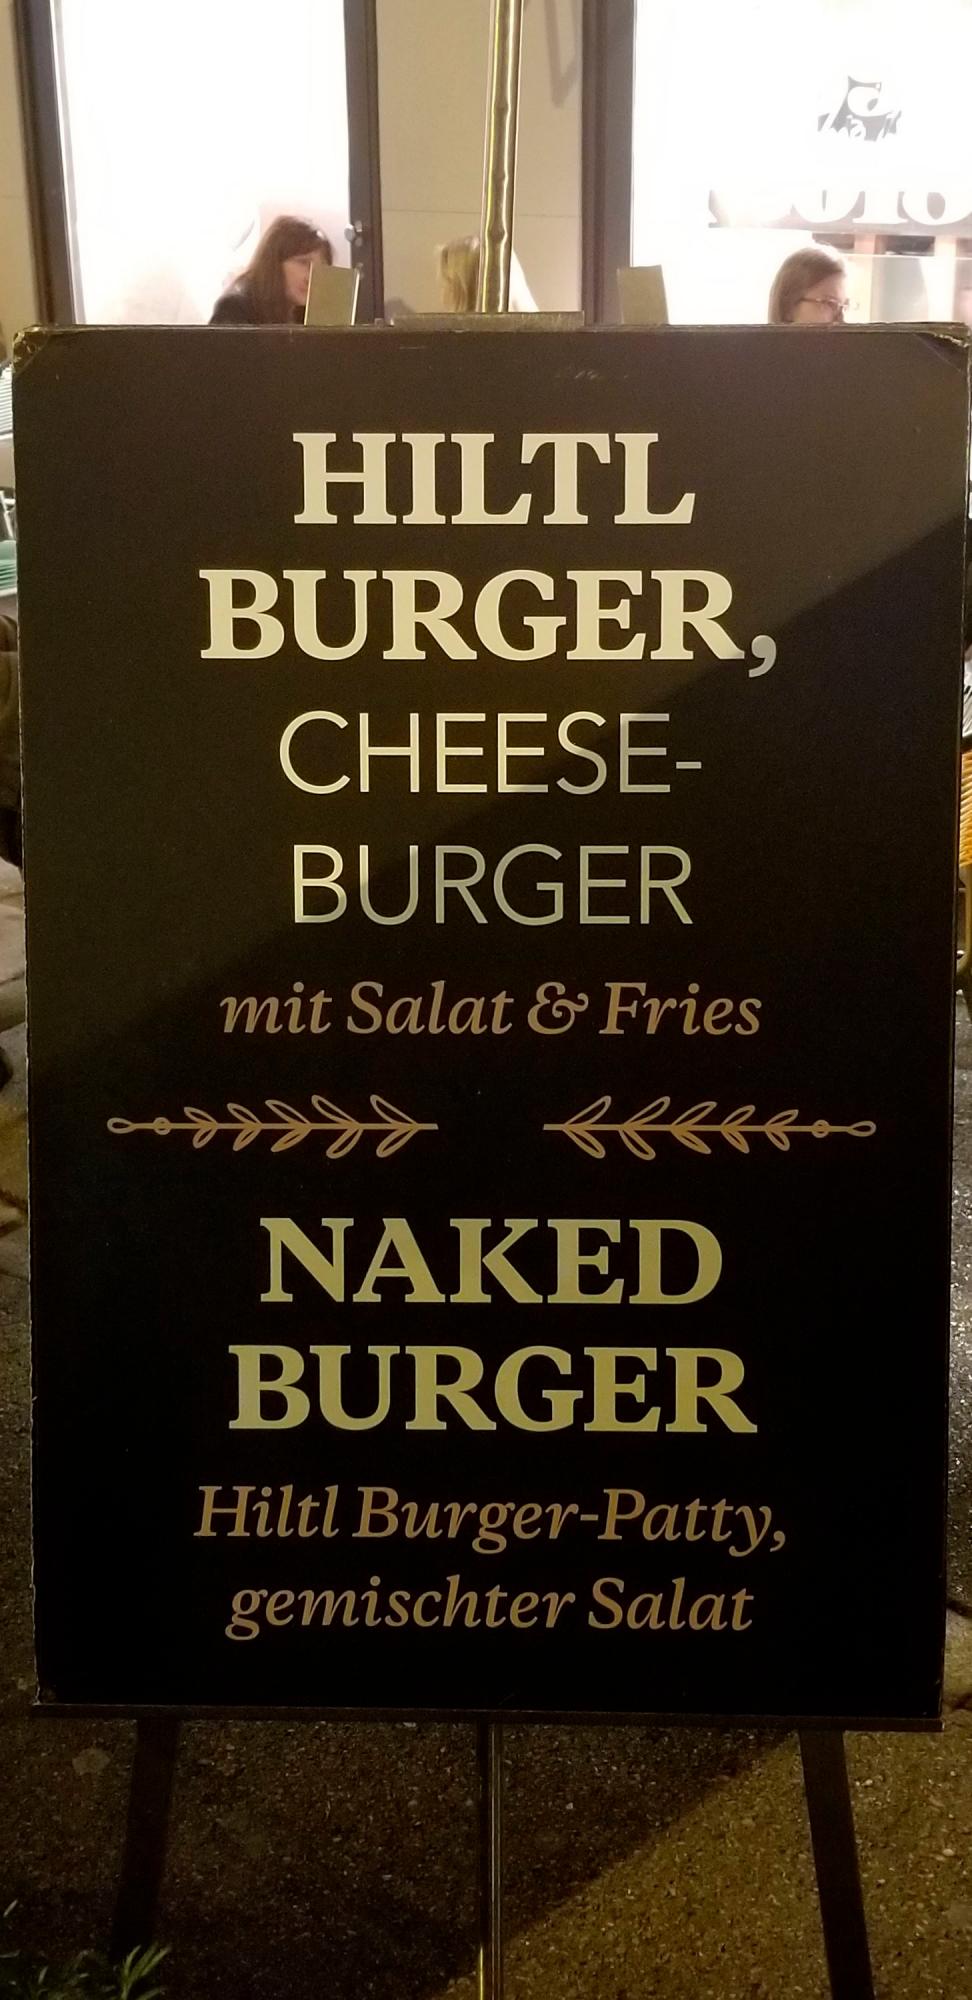 HILTL
BURGER,
CHEESE-
BURGER
mit Salat & Fries
NAKED
BURGER
Hiltl Burger-Patty,
gemischter Salat